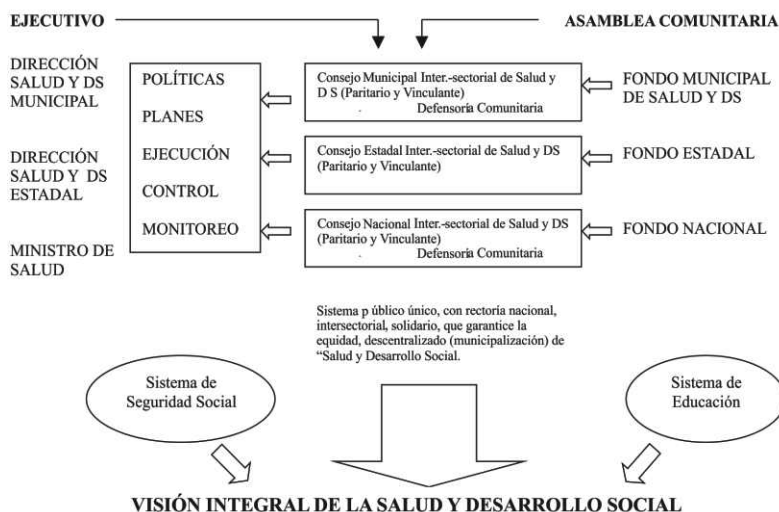 EJECUTIVO
ASAMBLEA COMUNITARIA
DIRECCIÓN
SALUD Y DS
MUNICIPAL
DIRECCIÓN
SALUD Y DS
ESTADAL
MINISTRO DE
SALUD
POLÍTICAS
PLANES
EJECUCIÓN
CONTROL
MONITOREO
Consejo Municipal Inter.-sectorial de Salud y
D S (Paritario y Vinculante)
. Defensoría Comunitaria
Consejo Estadal Inter.-sectorial de Salud y DS
(Paritario y Vinculante)
Consejo Nacional Inter.-sectorial de Salud y DS
(Paritario y Vinculante)
. Defensoría Comunitaria
FONDO MUNICIPAL
DE SALUD Y DS
FONDO ESTADAL
FONDO NACIONAL
Sistema p úblico único, con rectoría nacional,
intersectorial, solidario, que garantice la
equidad, descentralizado (municipalización) de
“Salud y Desarrollo Social.
Sistema de
Seguridad Social
Sistema de
Educación
VISIÓN INTEGRAL DE LA SALUD Y DESARROLLO SOCIAL